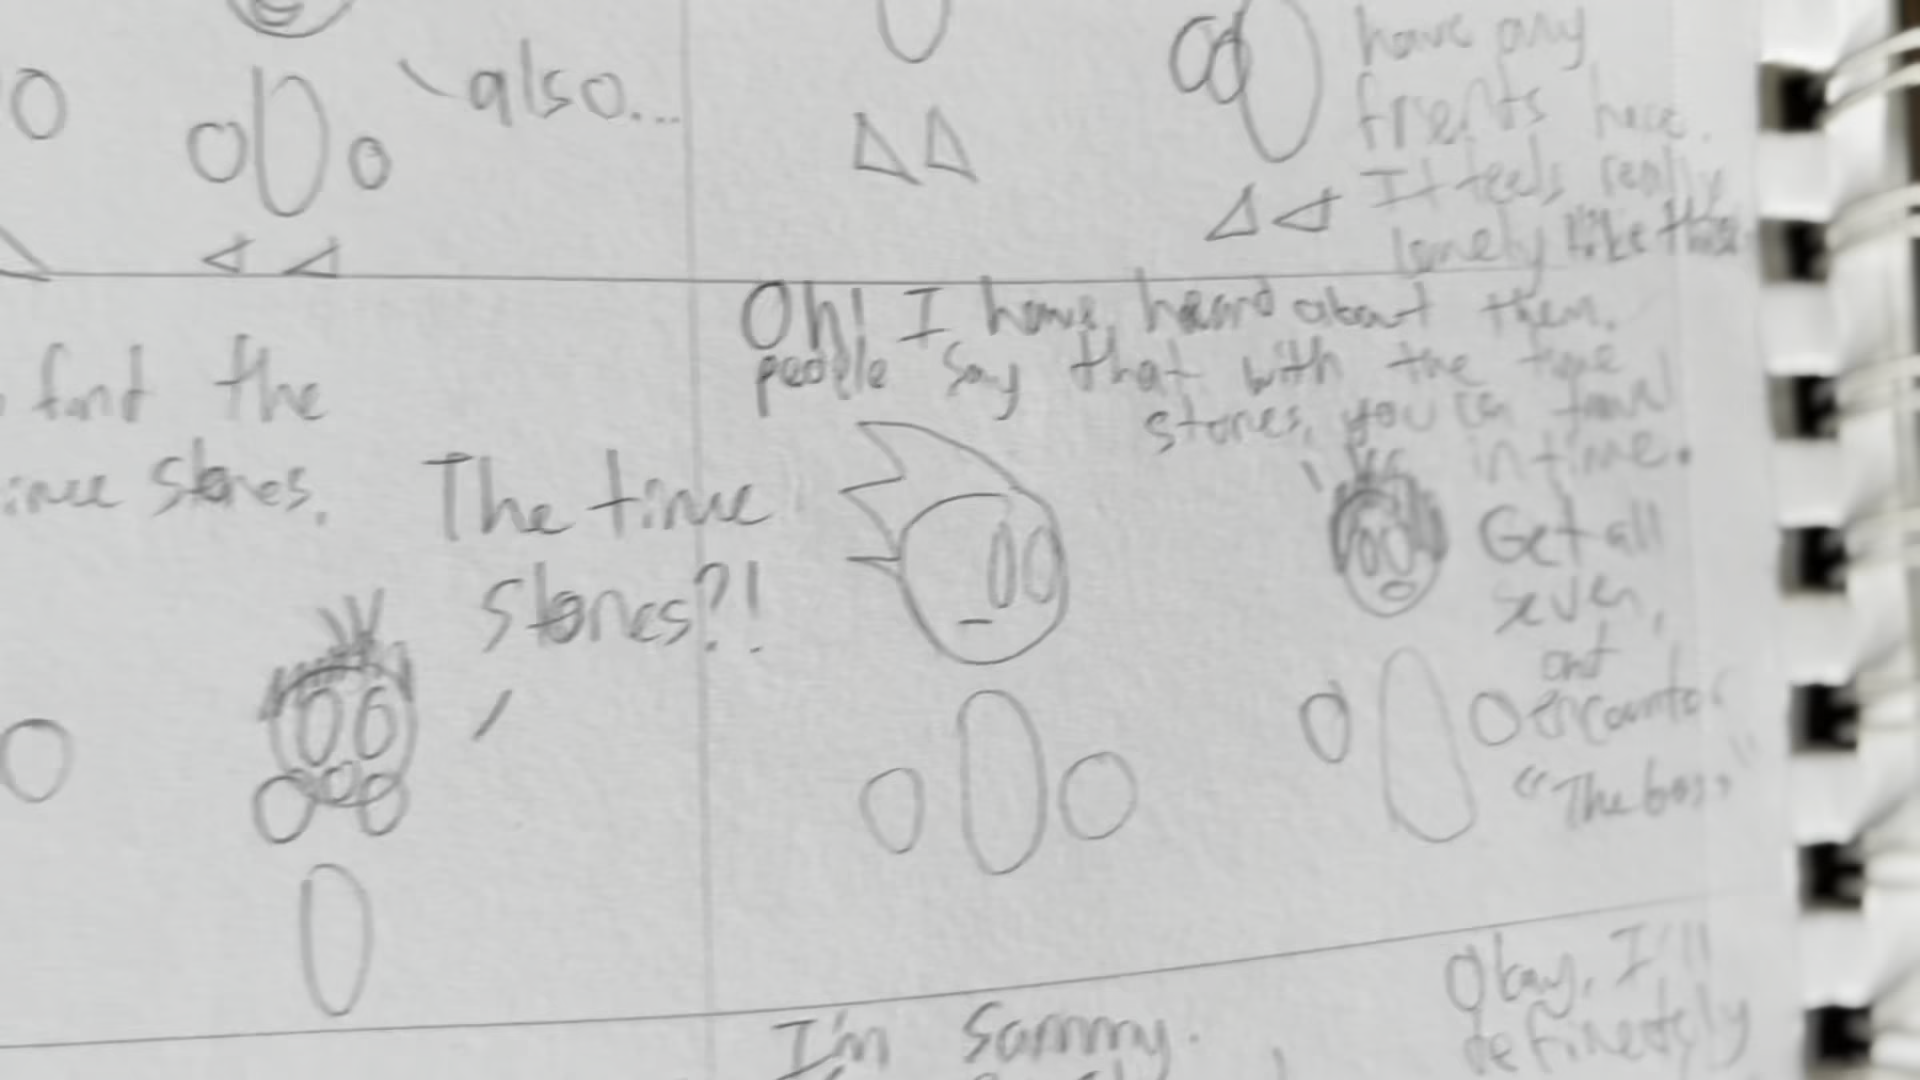 also...
have any
frients here.
It feels really
lonely like this
find the
stones.
The time
stones?!
Oh! I have heard about them.
people say that with the time
stones, you can travel
in time.
Get all
seven,
and
encounter
"The boss"
I'm Sammy.
Okay, I'll
definetely